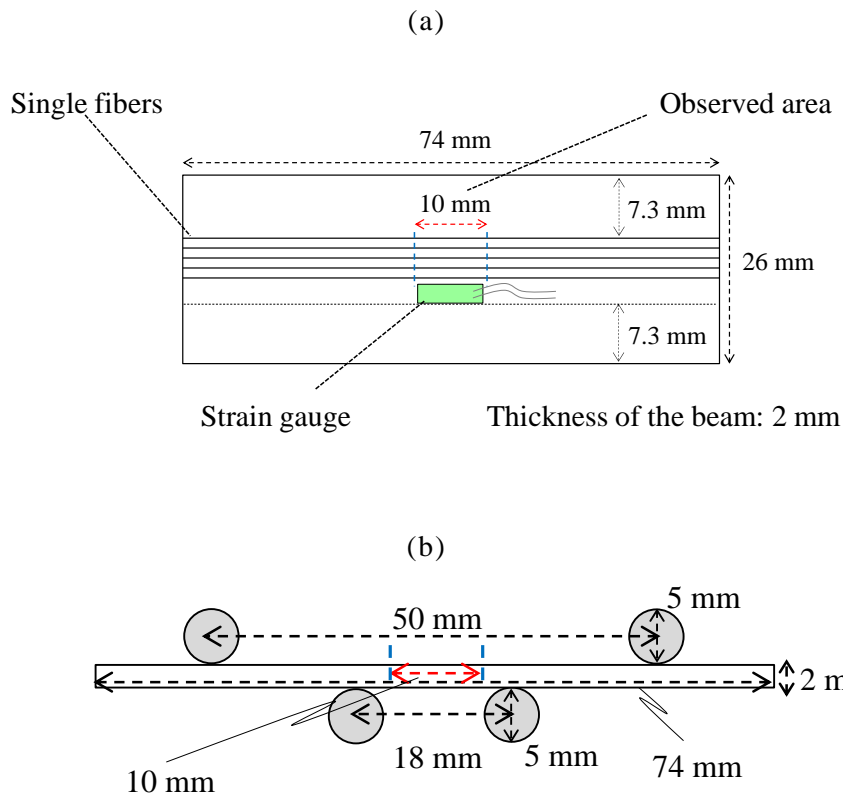 (a)
Single fibers
Observed area
74 mm
10 mm
7.3 mm
26 mm
7.3 mm
Strain gauge
Thickness of the beam: 2 mm
(b)
50 mm
5 mm
2 m
18 mm
5 mm
10 mm
74 mm